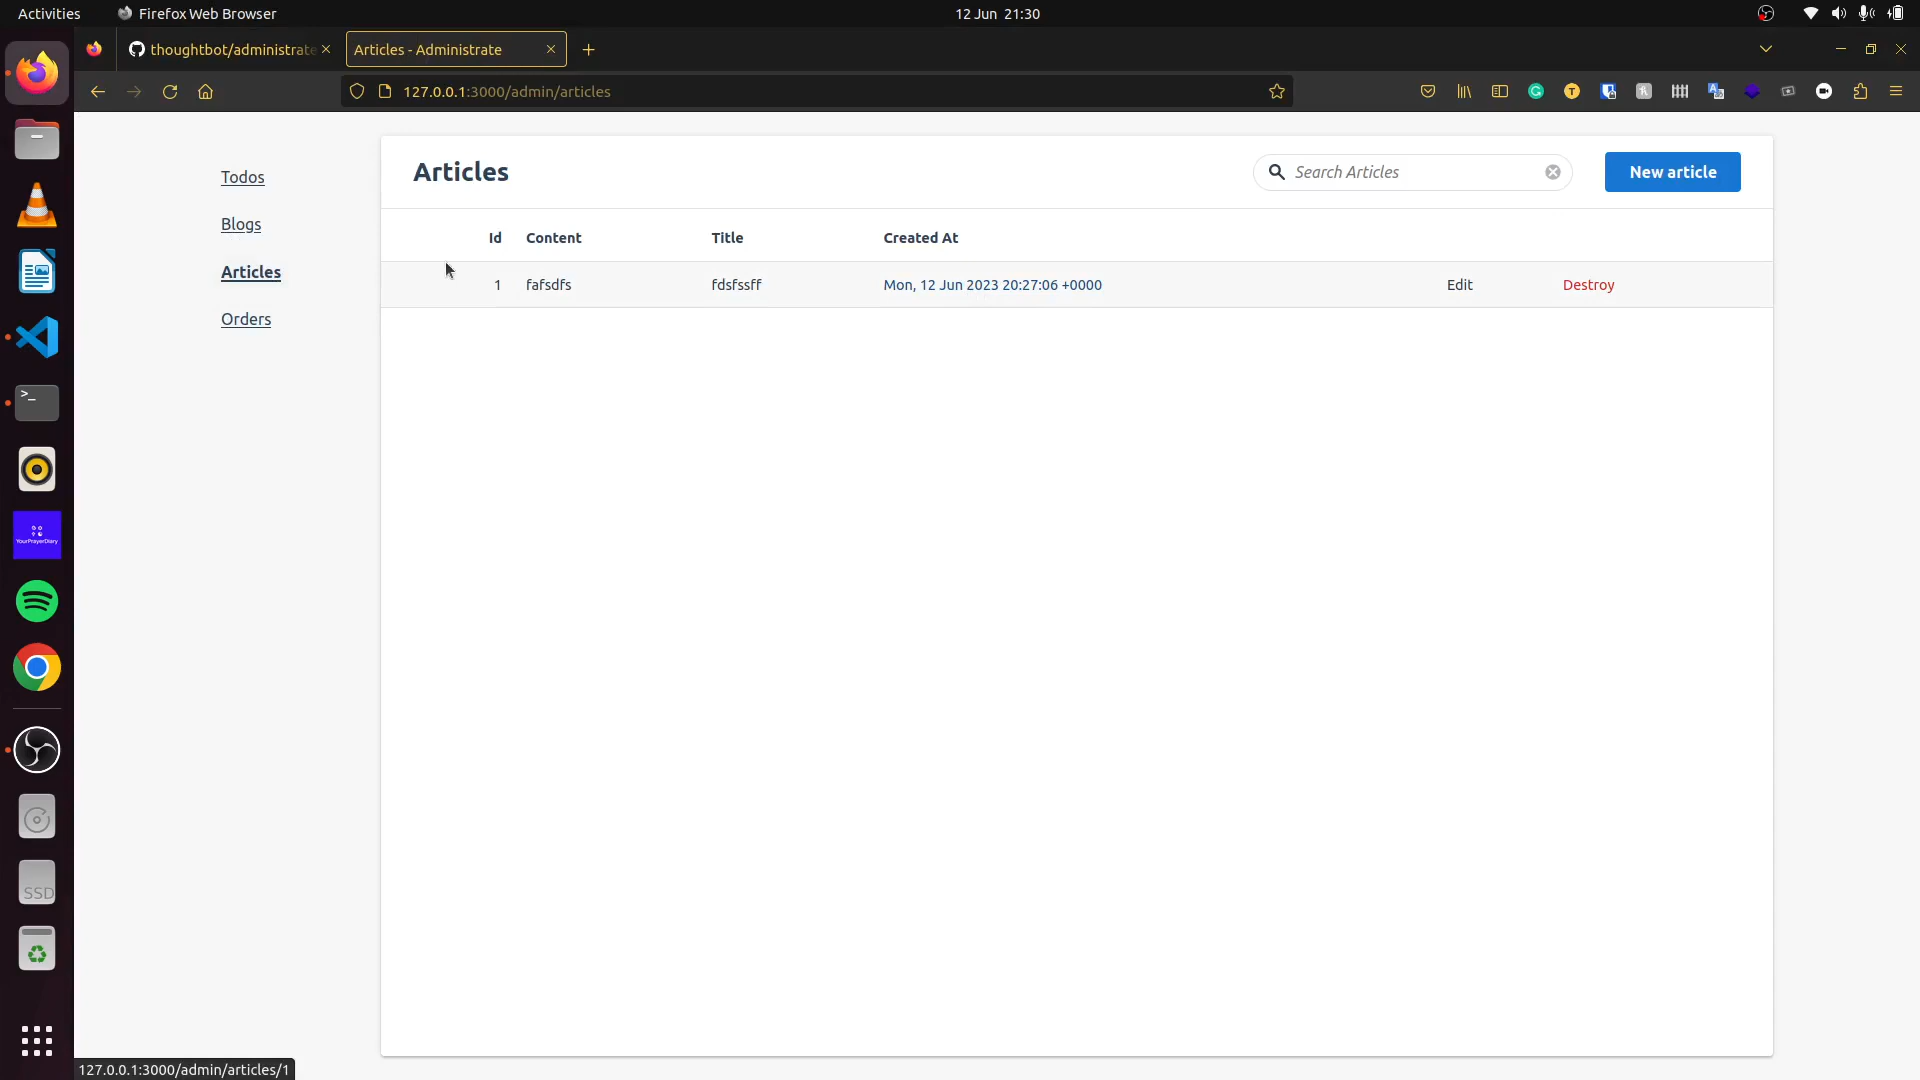 Activities
Firefox Web Browser
12 Jun 21:30
thoughtbot/administrate
Articles - Administrate
127.0.0.1:3000/admin/articles
Todos
Blogs
Articles
Orders
Articles
Search Articles
New article
Id Content Title Created At
1 fafsdfs fdsfssff Mon, 12 Jun 2023 20:27:06 +0000 Edit Destroy
YourPrayerDiary
SSD
127.0.0.1:3000/admin/articles/1